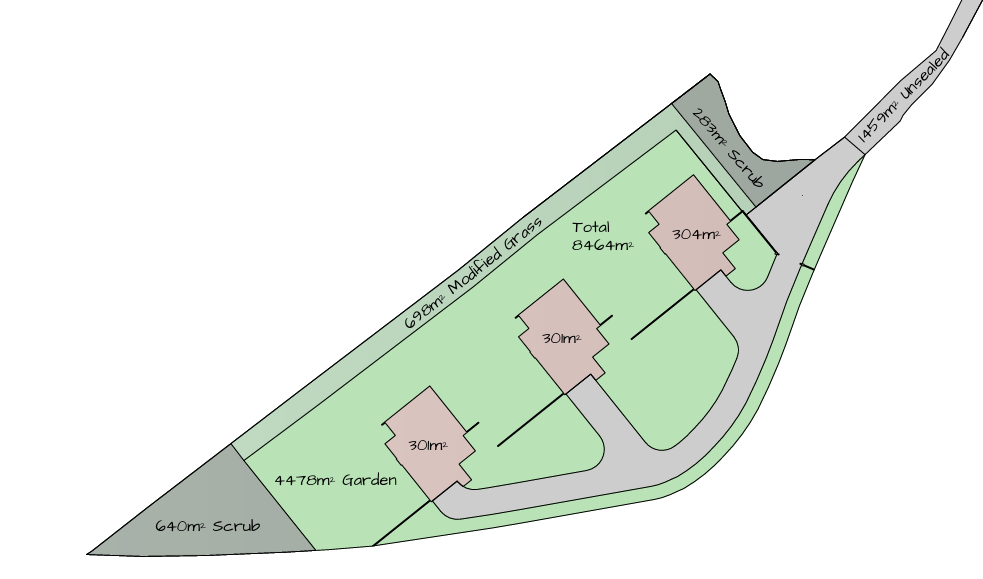 1459m² Unsealed
283m² Scrub
Total
8464m²
304m²
698m² Modified Grass
301m²
301m²
4478m² Garden
640m² Scrub